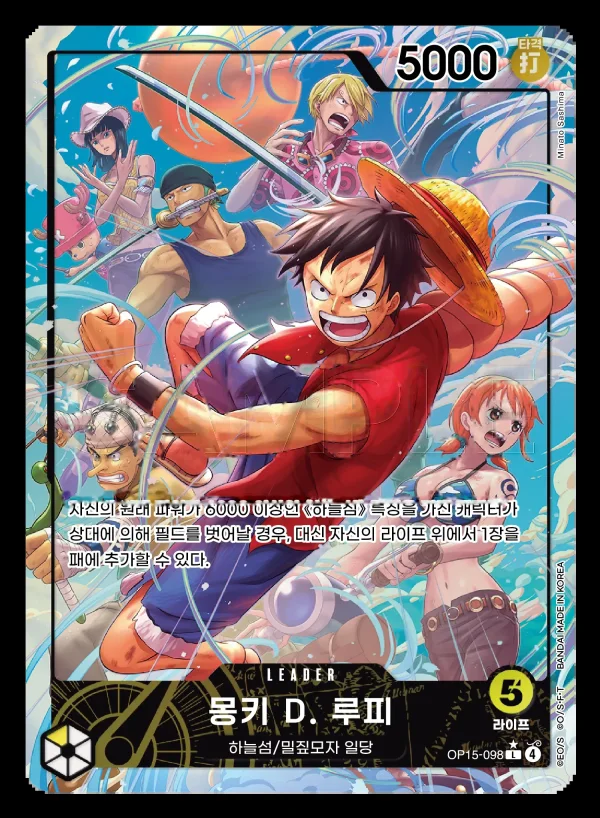 5000
타격
打
Minato Sashima
SAMPLE
자신의 원래 파워가 6000 이상인 《하늘섬》 특징을 가진 캐릭터가
상대에 의해 필드를 벗어날 경우, 대신 자신의 라이프 위에서 1장을
패에 추가할 수 있다.
LEADER
몽키 D. 루피
5
라이프
하늘섬/밀짚모자 일당
OP15-098 L 4
©EO/S ©O/S·F·T BANDAI MADE IN KOREA